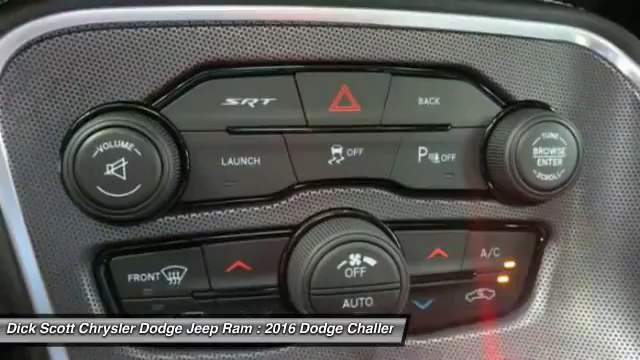 SRT
BACK
VOLUME
LAUNCH
OFF
P OFF
TUNE
BROWSE
ENTER
SCROLL
FRONT
OFF
AUTO
A/C
Dick Scott Chrysler Dodge Jeep Ram : 2016 Dodge Challer